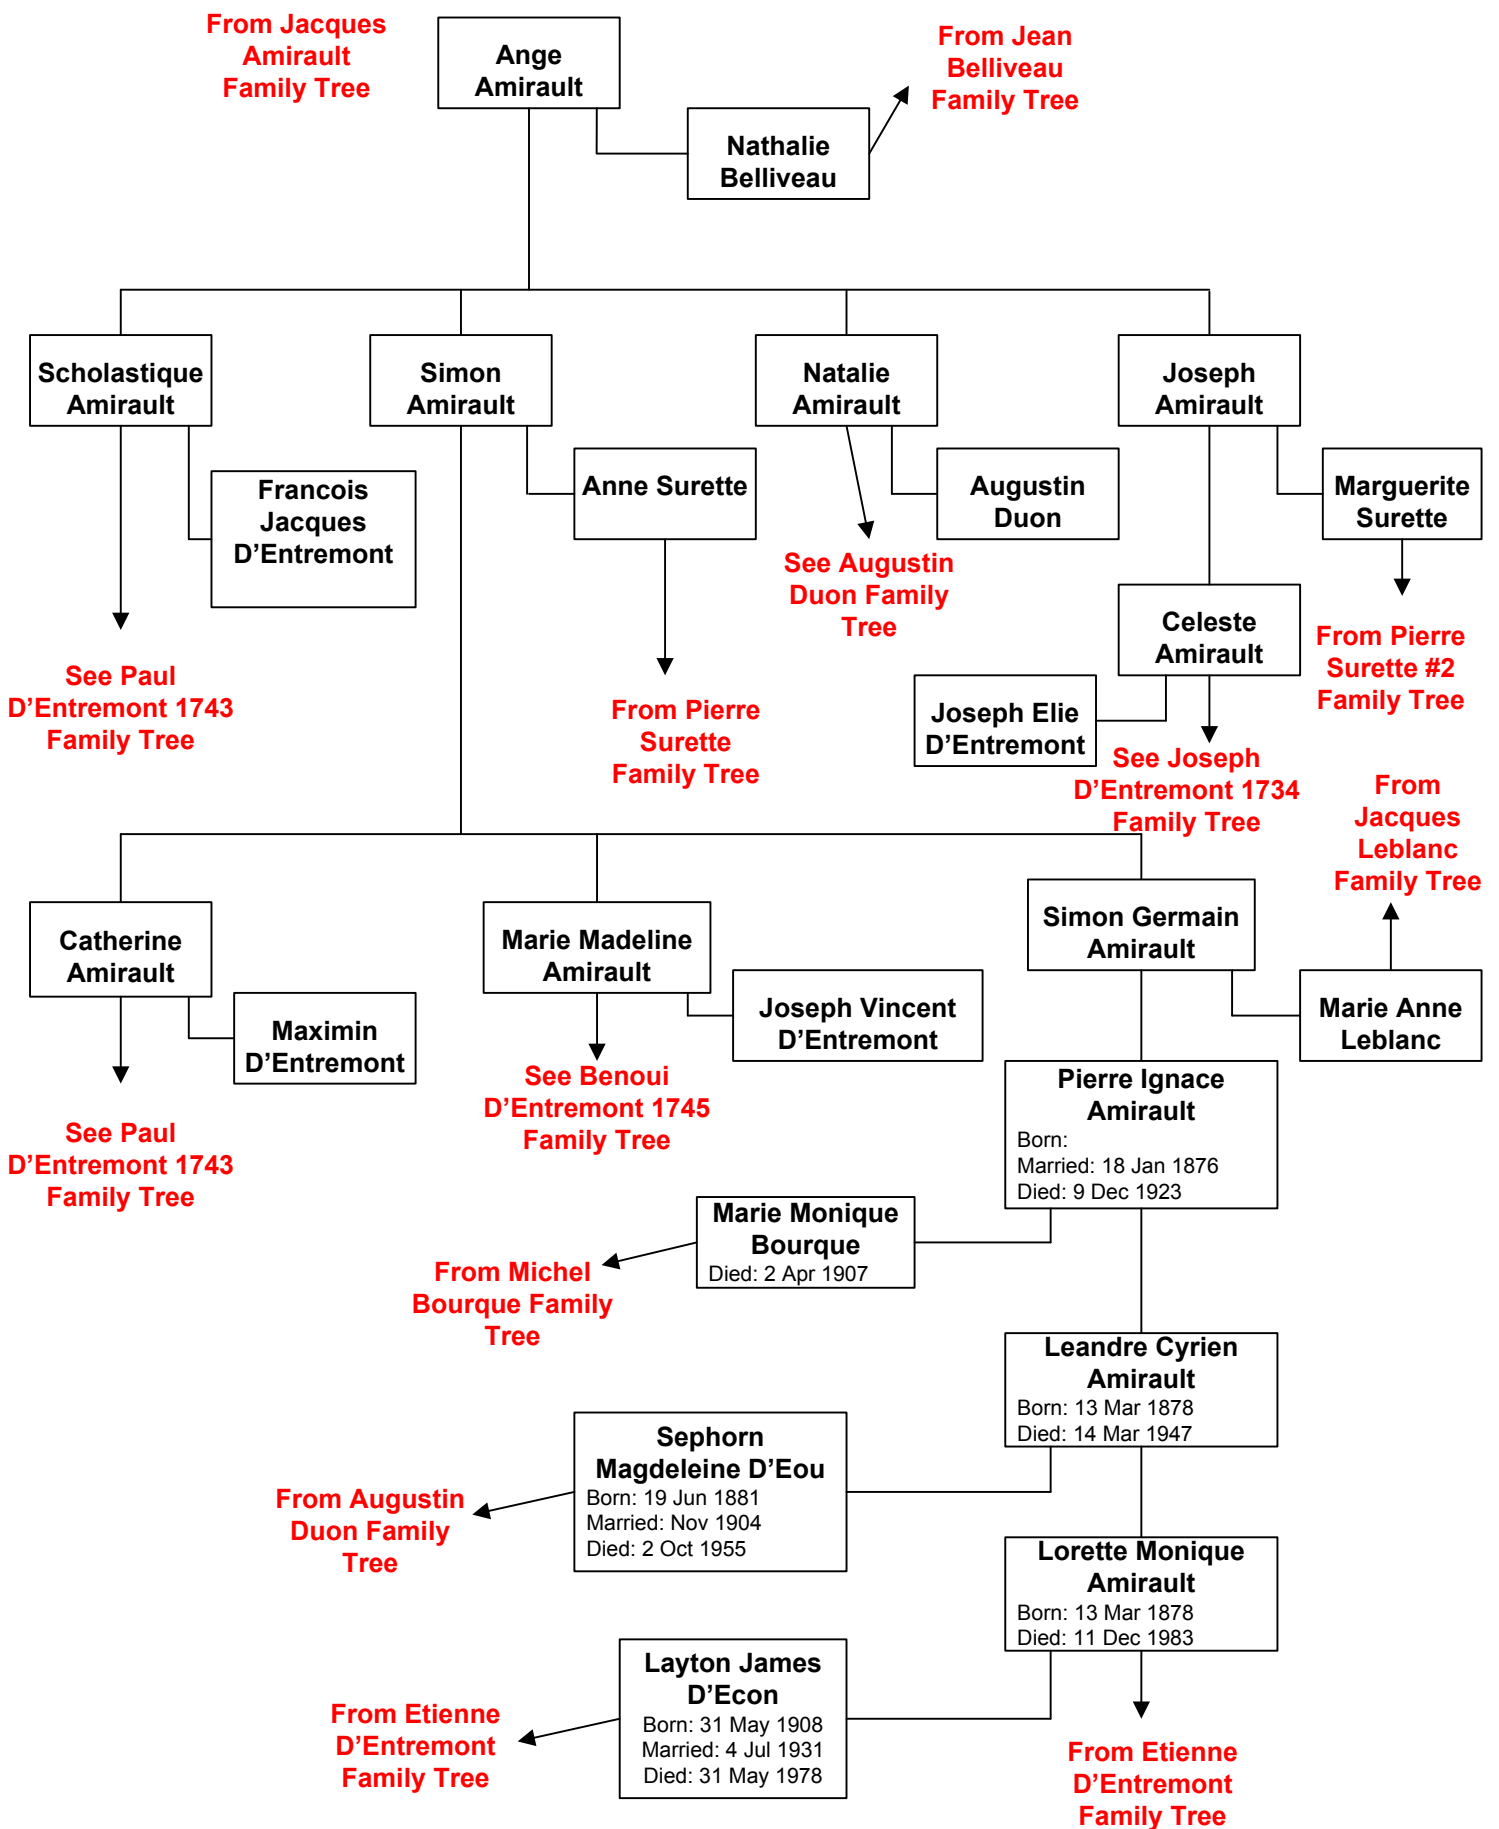 From Jacques
Amirault
Family Tree
Ange
Amirault
From Jean
Belliveau
Family Tree
Nathalie
Belliveau
Scholastique
Amirault
Simon
Amirault
Natalie
Amirault
Joseph
Amirault
Francois
Jacques
D’Entremont
Anne Surette
Augustin
Duon
Marguerite
Surette
See Augustin
Duon Family
Tree
Celeste
Amirault
From Pierre
Surette #2
Family Tree
See Paul
D’Entremont 1743
Family Tree
From Pierre
Surette
Family Tree
Joseph Elie
D’Entremont
See Joseph
D’Entremont 1734
Family Tree
From
Jacques
Leblanc
Family Tree
Catherine
Amirault
Marie Madeline
Amirault
Simon Germain
Amirault
Maximin
D’Entremont
Joseph Vincent
D’Entremont
Marie Anne
Leblanc
See Paul
D’Entremont 1743
Family Tree
See Benoui
D’Entremont 1745
Family Tree
Pierre Ignace
Amirault
Born:
Married: 18 Jan 1876
Died: 9 Dec 1923
Marie Monique
Bourque
Died: 2 Apr 1907
From Michel
Bourque Family
Tree
Leandre Cyrien
Amirault
Born: 13 Mar 1878
Died: 14 Mar 1947
Sephorn
Magdeleine D’Eou
Born: 19 Jun 1881
Married: Nov 1904
Died: 2 Oct 1955
From Augustin
Duon Family
Tree
Lorette Monique
Amirault
Born: 13 Mar 1878
Died: 11 Dec 1983
Layton James
D’Econ
Born: 31 May 1908
Married: 4 Jul 1931
Died: 31 May 1978
From Etienne
D’Entremont
Family Tree
From Etienne
D’Entremont
Family Tree